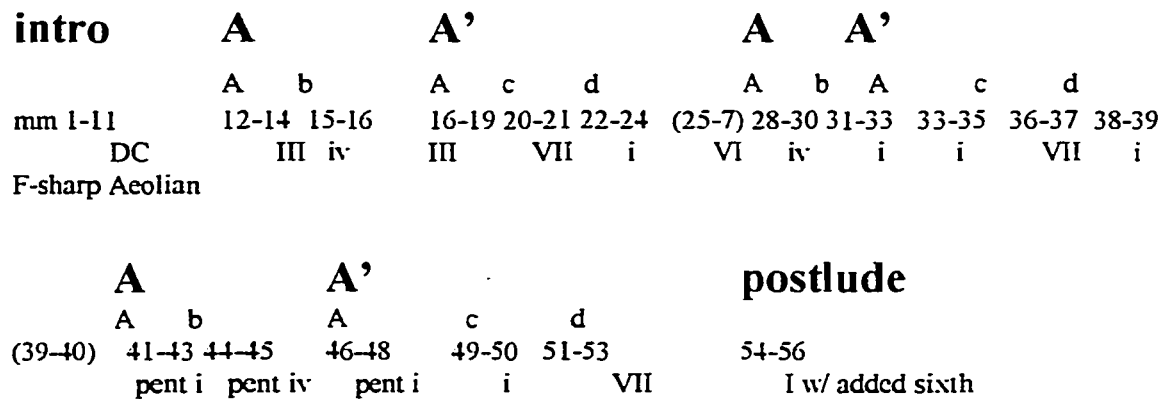 intro A A’ A A’
A b A c d A b A c d
mm 1-11 12-14 15-16 16-19 20-21 22-24 (25-7) 28-30 31-33 33-35 36-37 38-39
DC III iv III VII i VI iv i i VII i
F-sharp Aeolian
A A’ postlude
A b A c d
(39-40) 41-43 44-45 46-48 49-50 51-53 54-56
pent i pent iv pent i i VII I w/ added sixth